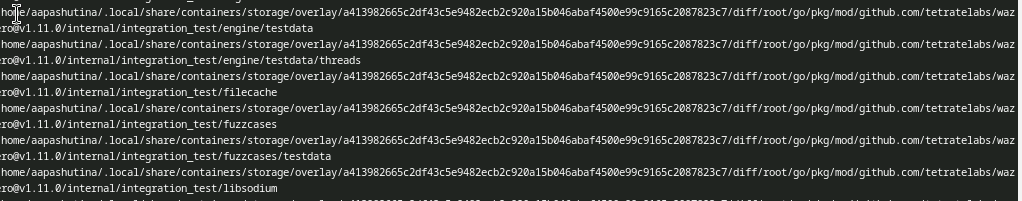 home/aapashutina/.local/share/containers/storage/overlay/a413982665c2df43c5e9482ecb2c920a15b046abaf4500e99c9165c2087823c7/diff/root/go/pkg/mod/github.com/tetratelabs/waz
ero@v1.11.0/internal/integration_test/engine/testdata
home/aapashutina/.local/share/containers/storage/overlay/a413982665c2df43c5e9482ecb2c920a15b046abaf4500e99c9165c2087823c7/diff/root/go/pkg/mod/github.com/tetratelabs/waz
ero@v1.11.0/internal/integration_test/engine/testdata/threads
home/aapashutina/.local/share/containers/storage/overlay/a413982665c2df43c5e9482ecb2c920a15b046abaf4500e99c9165c2087823c7/diff/root/go/pkg/mod/github.com/tetratelabs/waz
ero@v1.11.0/internal/integration_test/filecache
home/aapashutina/.local/share/containers/storage/overlay/a413982665c2df43c5e9482ecb2c920a15b046abaf4500e99c9165c2087823c7/diff/root/go/pkg/mod/github.com/tetratelabs/waz
ero@v1.11.0/internal/integration_test/fuzzcases
home/aapashutina/.local/share/containers/storage/overlay/a413982665c2df43c5e9482ecb2c920a15b046abaf4500e99c9165c2087823c7/diff/root/go/pkg/mod/github.com/tetratelabs/waz
ero@v1.11.0/internal/integration_test/fuzzcases/testdata
home/aapashutina/.local/share/containers/storage/overlay/a413982665c2df43c5e9482ecb2c920a15b046abaf4500e99c9165c2087823c7/diff/root/go/pkg/mod/github.com/tetratelabs/waz
ero@v1.11.0/internal/integration_test/libsodium